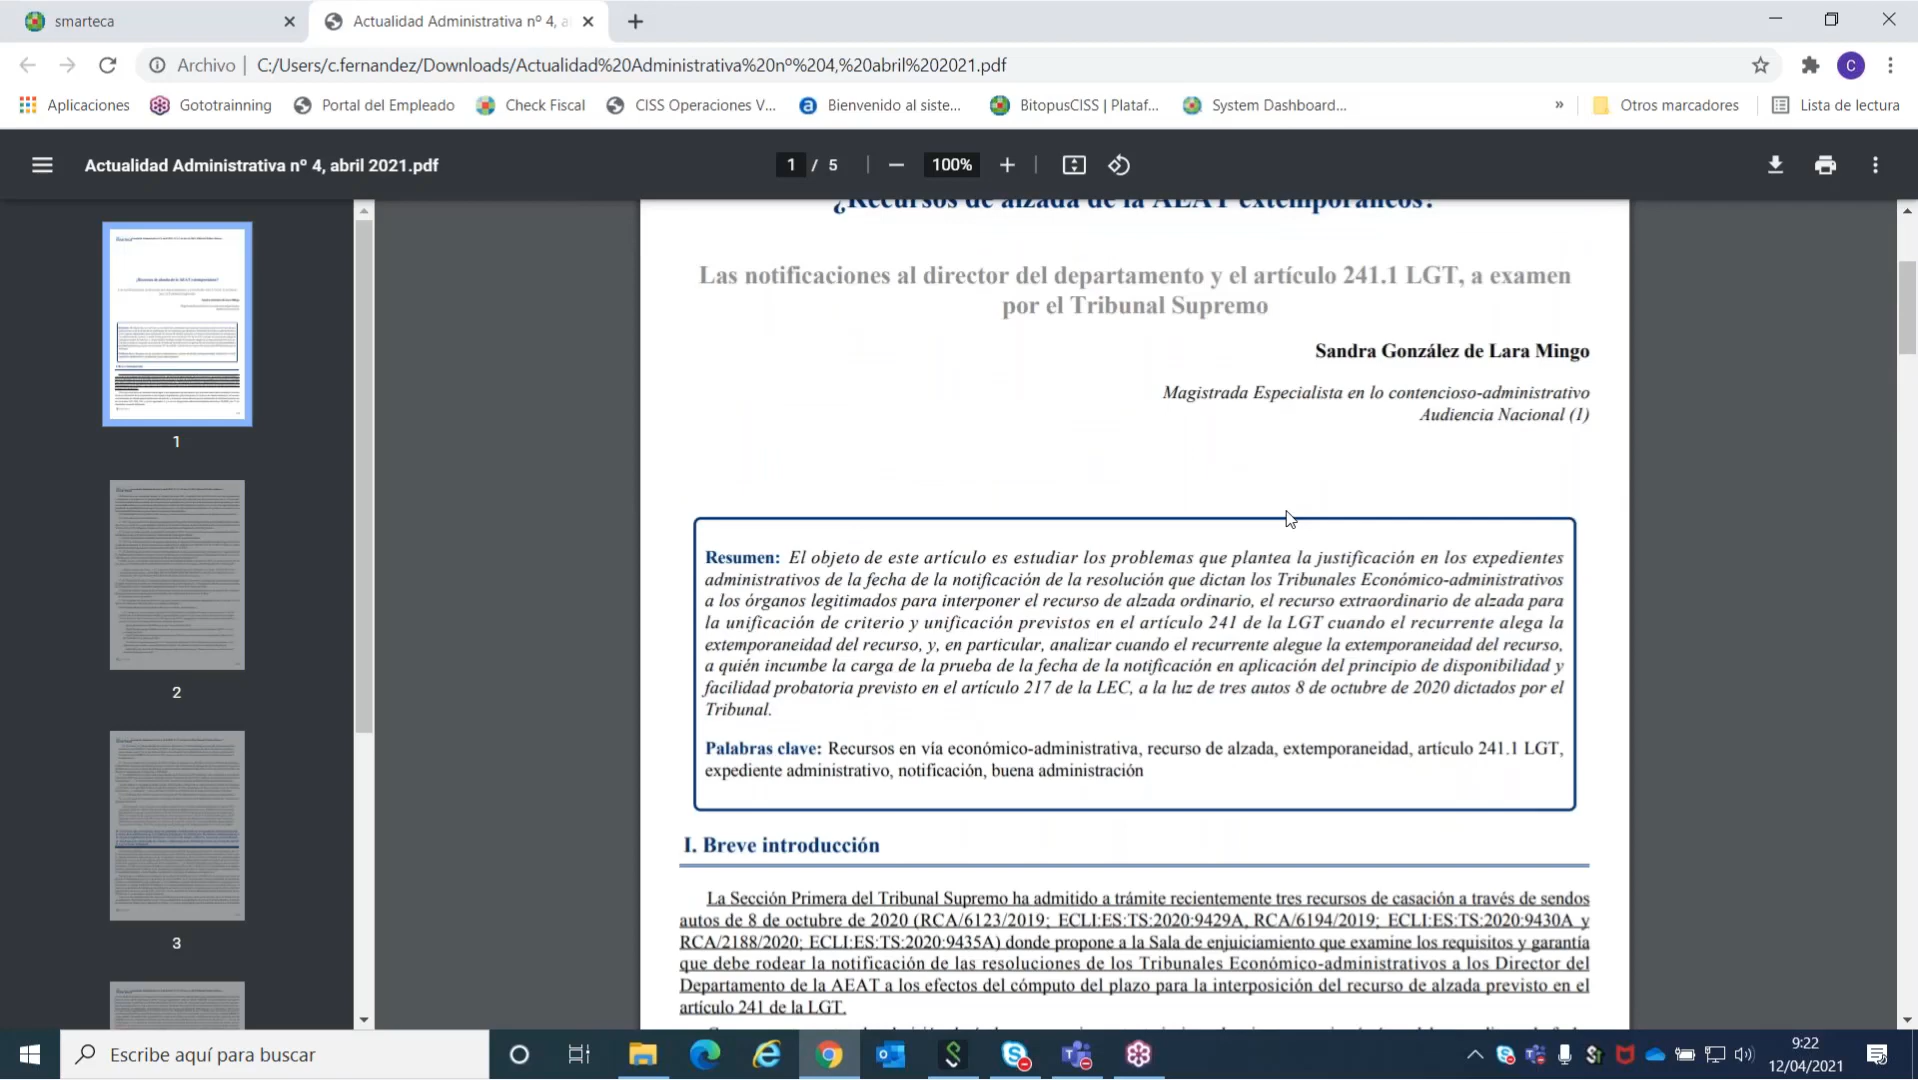 smarteca
Actualidad Administrativa nº 4, a
Archivo
C:/Users/c.fernandez/Downloads/Actualidad%20Administrativa%20nº%204,%20abril%202021.pdf
C
Aplicaciones
Gototrainning
Portal del Empleado
Check Fiscal
CISS Operaciones V...
Bienvenido al siste...
BitopusCISS | Plataf...
System Dashboard...
»
Otros marcadores
Lista de lectura
Actualidad Administrativa nº 4, abril 2021.pdf
1 / 5
100%
1
2
3
¿Recursos de alzada de la AEAT extemporáneos?
Las notificaciones al director del departamento y el artículo 241.1 LGT, a examen
por el Tribunal Supremo
Sandra González de Lara Mingo
Magistrada Especialista en lo contencioso-administrativo
Audiencia Nacional (1)
Resumen: El objeto de este artículo es estudiar los problemas que plantea la justificación en los expedientes
administrativos de la fecha de la notificación de la resolución que dictan los Tribunales Económico-administrativos
a los órganos legitimados para interponer el recurso de alzada ordinario, el recurso extraordinario de alzada para
la unificación de criterio y unificación previstos en el artículo 241 de la LGT cuando el recurrente alega la
extemporaneidad del recurso, y, en particular, analizar cuando el recurrente alegue la extemporaneidad del recurso,
a quién incumbe la carga de la prueba de la fecha de la notificación en aplicación del principio de disponibilidad y
facilidad probatoria previsto en el artículo 217 de la LEC, a la luz de tres autos 8 de octubre de 2020 dictados por el
Tribunal.
Palabras clave: Recursos en vía económico-administrativa, recurso de alzada, extemporaneidad, artículo 241.1 LGT,
expediente administrativo, notificación, buena administración
I. Breve introducción
La Sección Primera del Tribunal Supremo ha admitido a trámite recientemente tres recursos de casación a través de sendos
autos de 8 de octubre de 2020 (RCA/6123/2019; ECLI:ES:TS:2020:9429A, RCA/6194/2019; ECLI:ES:TS:2020:9430A y
RCA/2188/2020; ECLI:ES:TS:2020:9435A) donde propone a la Sala de enjuiciamiento que examine los requisitos y garantía
que debe rodear la notificación de las resoluciones de los Tribunales Económico-administrativos a los Director del
Departamento de la AEAT a los efectos del cómputo del plazo para la interposición del recurso de alzada previsto en el
artículo 241 de la LGT.
Escribe aquí para buscar
9:22
12/04/2021